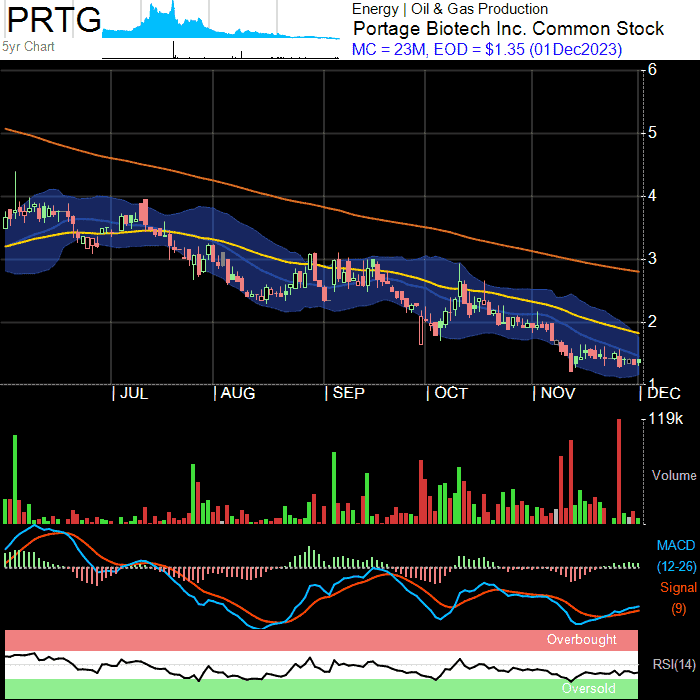 PRTG
5yr Chart
Energy | Oil & Gas Production
Portage Biotech Inc. Common Stock
MC = 23M, EOD = $1.35 (01Dec2023)
6
5
4
3
2
1
JUL
AUG
SEP
OCT
NOV
DEC
119k
Volume
MACD
(12-26)
Signal
(9)
Overbought
RSI(14)
Oversold